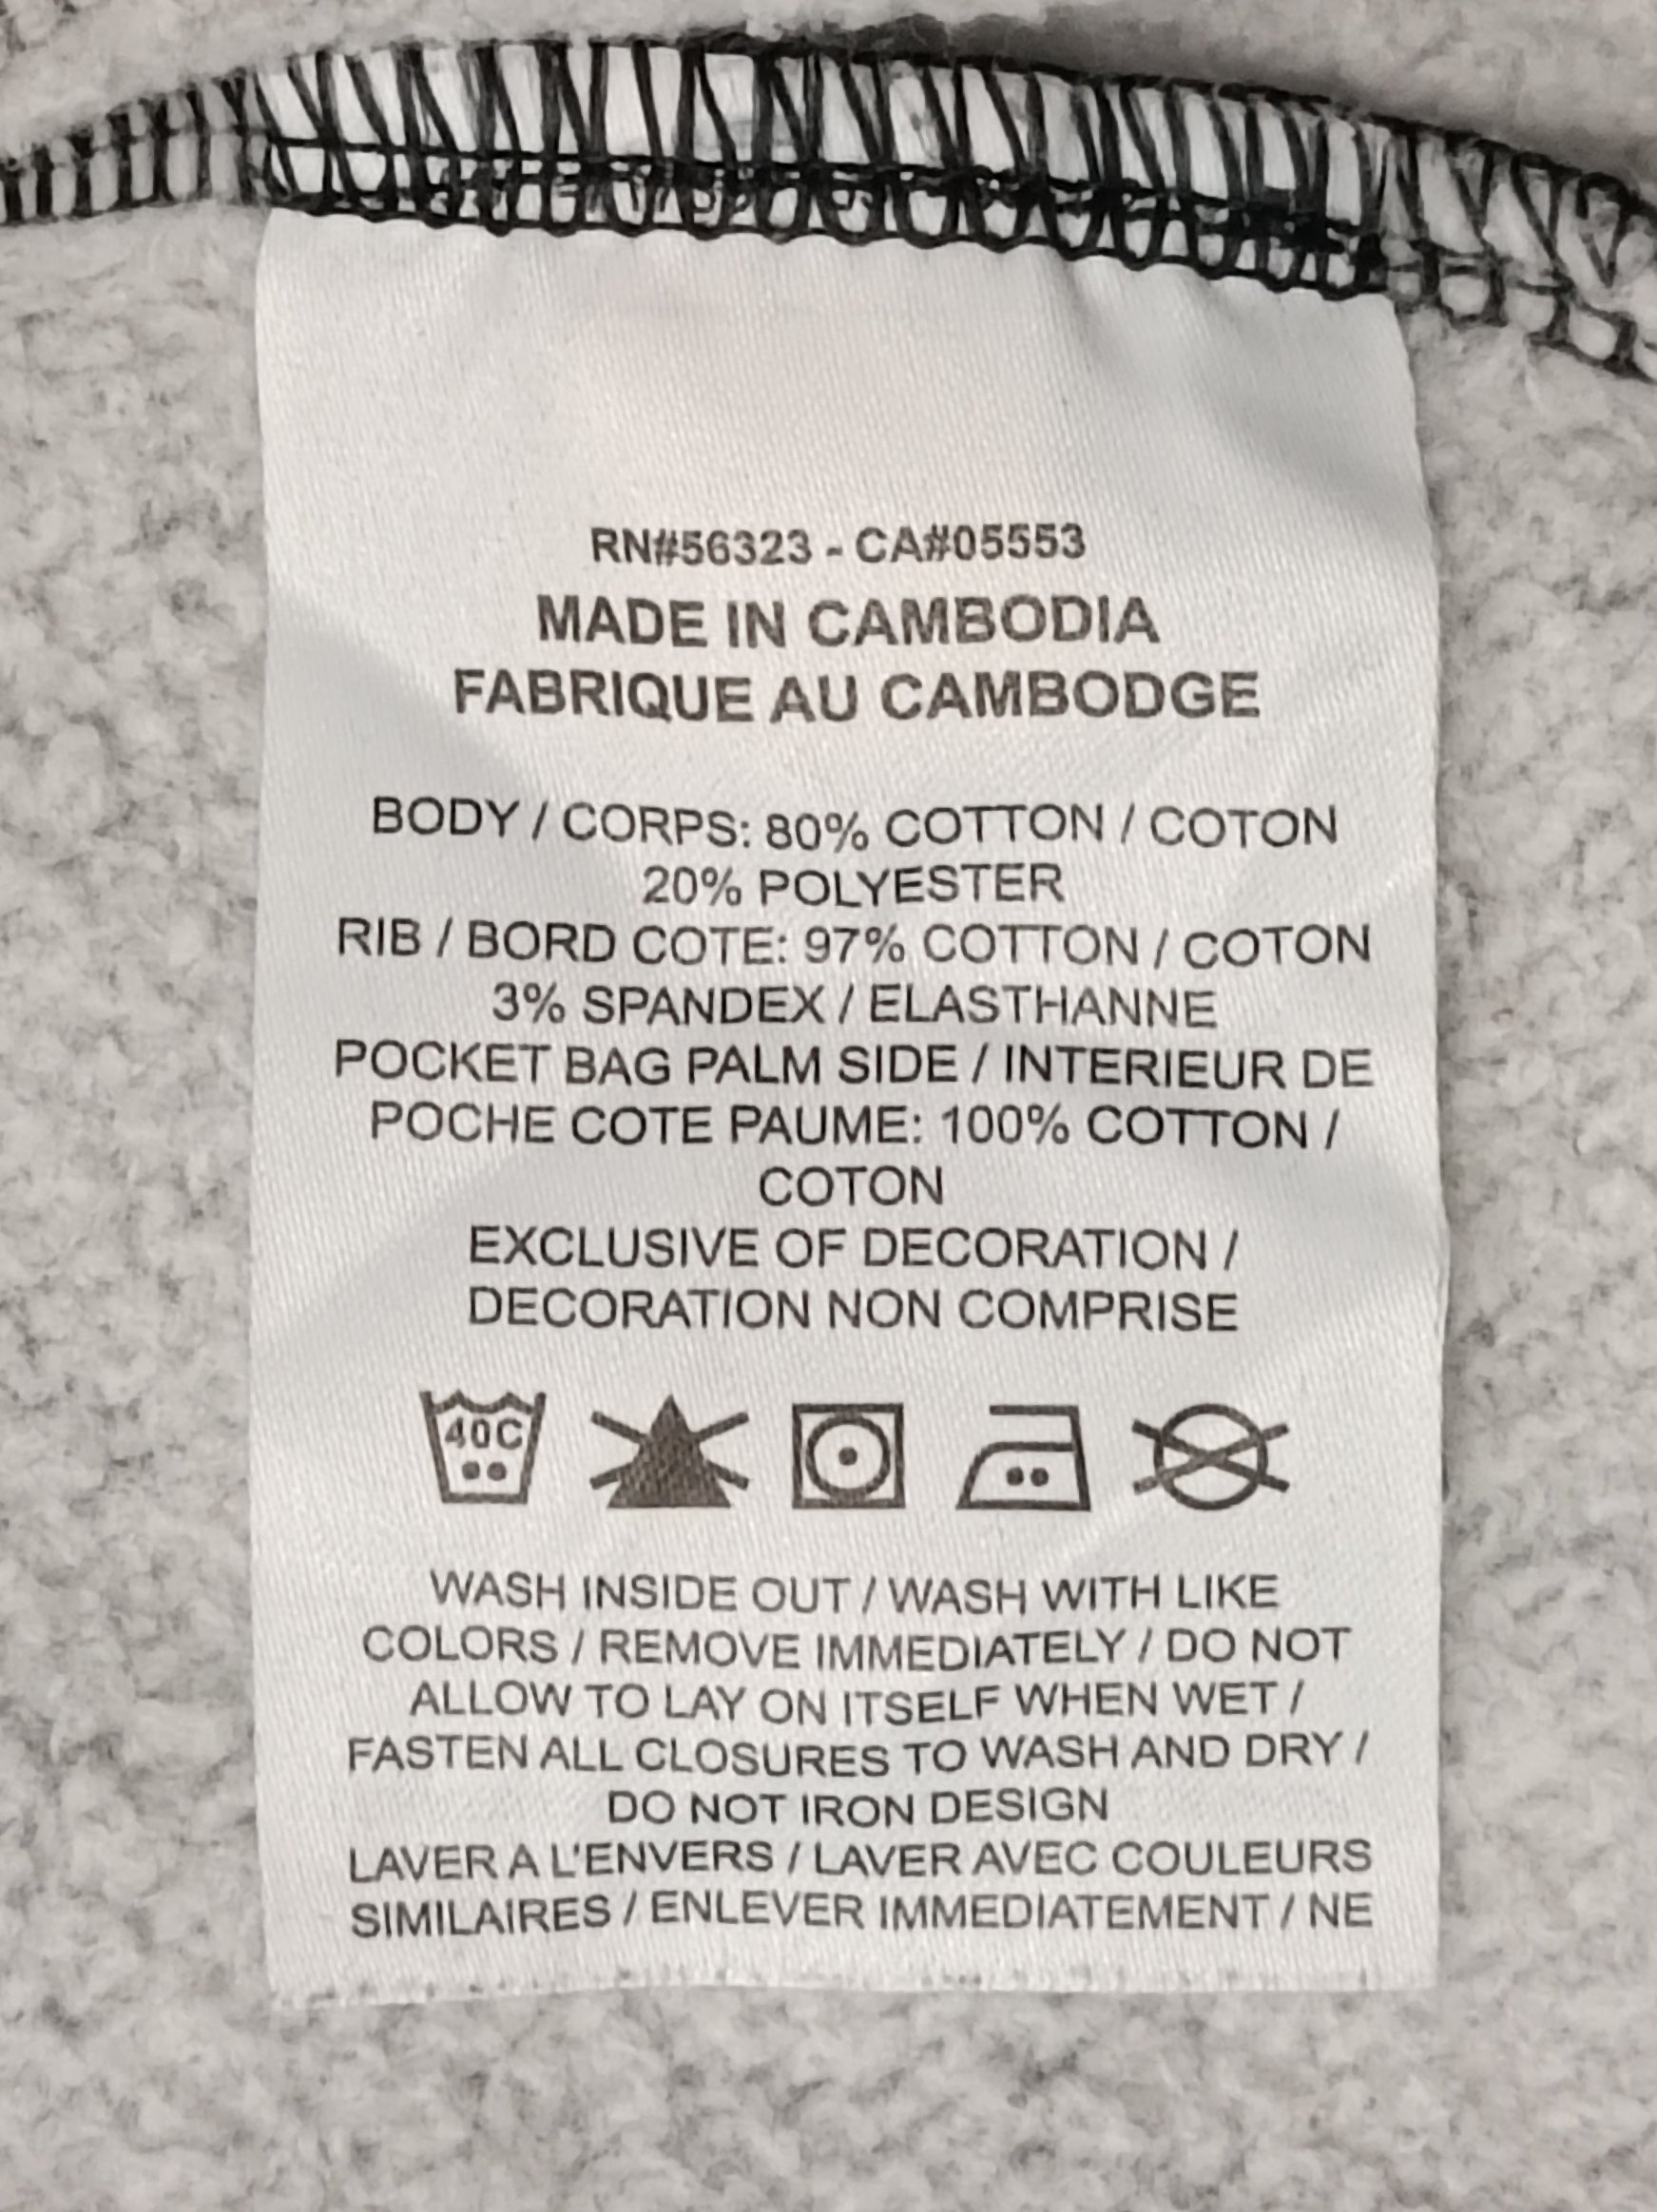 RN#56323 - CA#05553
MADE IN CAMBODIA
FABRIQUE AU CAMBODGE
BODY / CORPS: 80% COTTON / COTON
20% POLYESTER
RIB / BORD COTE: 97% COTTON / COTON
3% SPANDEX / ELASTHANNE
POCKET BAG PALM SIDE / INTERIEUR DE
POCHE COTE PAUME: 100% COTTON /
COTON
EXCLUSIVE OF DECORATION /
DECORATION NON COMPRISE
40C
WASH INSIDE OUT / WASH WITH LIKE
COLORS / REMOVE IMMEDIATELY / DO NOT
ALLOW TO LAY ON ITSELF WHEN WET /
FASTEN ALL CLOSURES TO WASH AND DRY /
DO NOT IRON DESIGN
LAVER A L'ENVERS / LAVER AVEC COULEURS
SIMILAIRES / ENLEVER IMMEDIATEMENT / NE